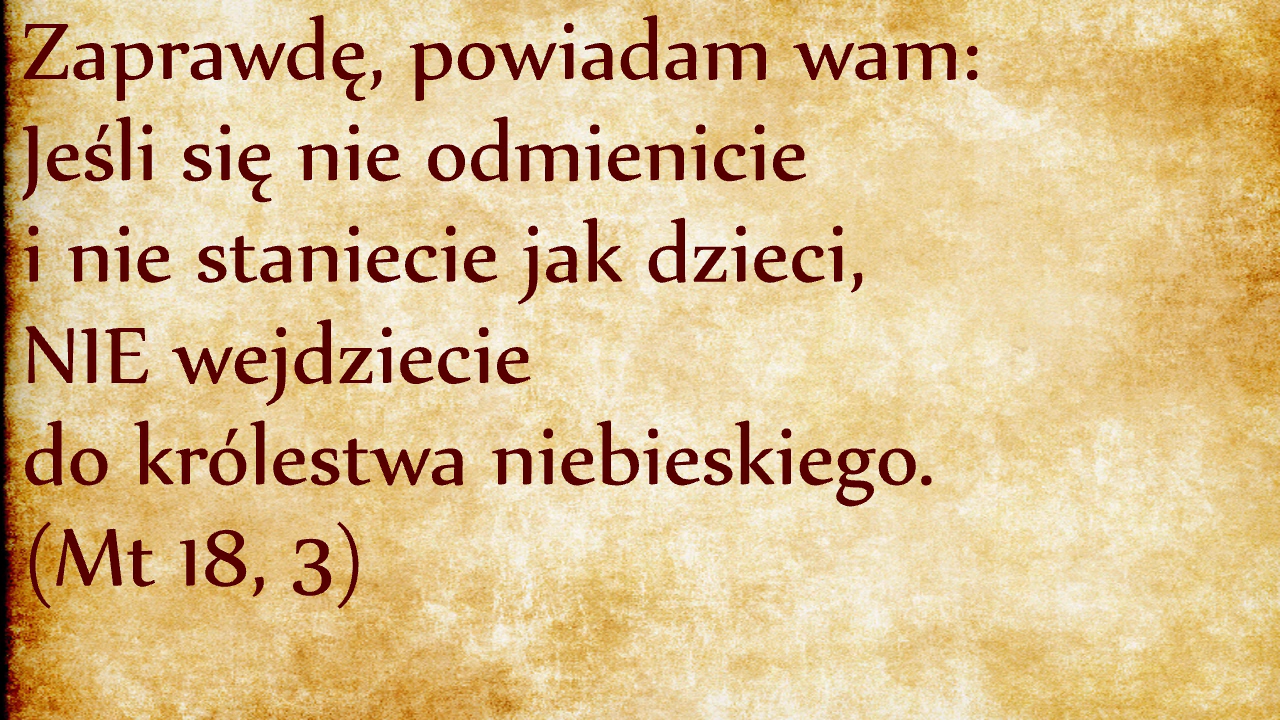 Zaprawdę, powiadam wam:
Jeśli się nie odmienicie
i nie staniecie jak dzieci,
NIE wejdziecie
do królestwa niebieskiego.
(Mt 18, 3)